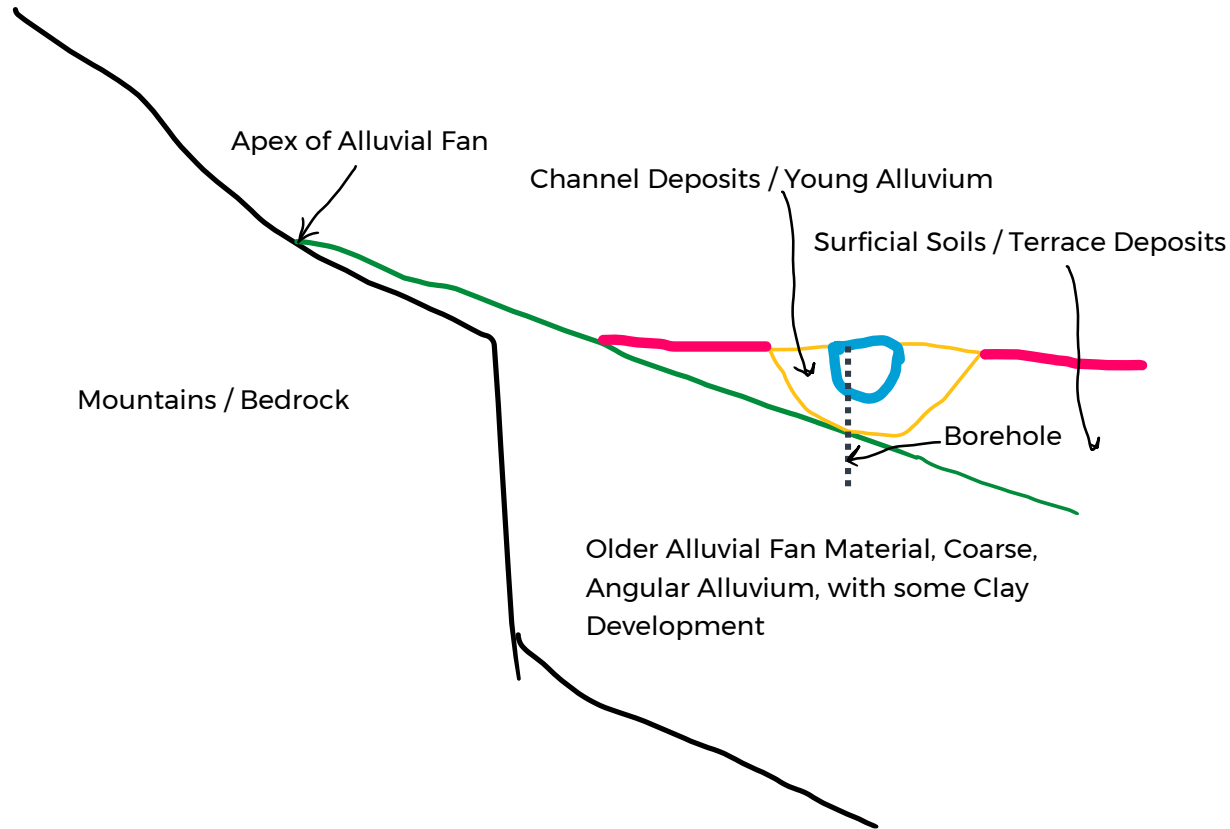 Apex of Alluvial Fan
Channel Deposits / Young Alluvium
Surficial Soils / Terrace Deposits
Mountains / Bedrock
Borehole
Older Alluvial Fan Material, Coarse,
Angular Alluvium, with some Clay
Development